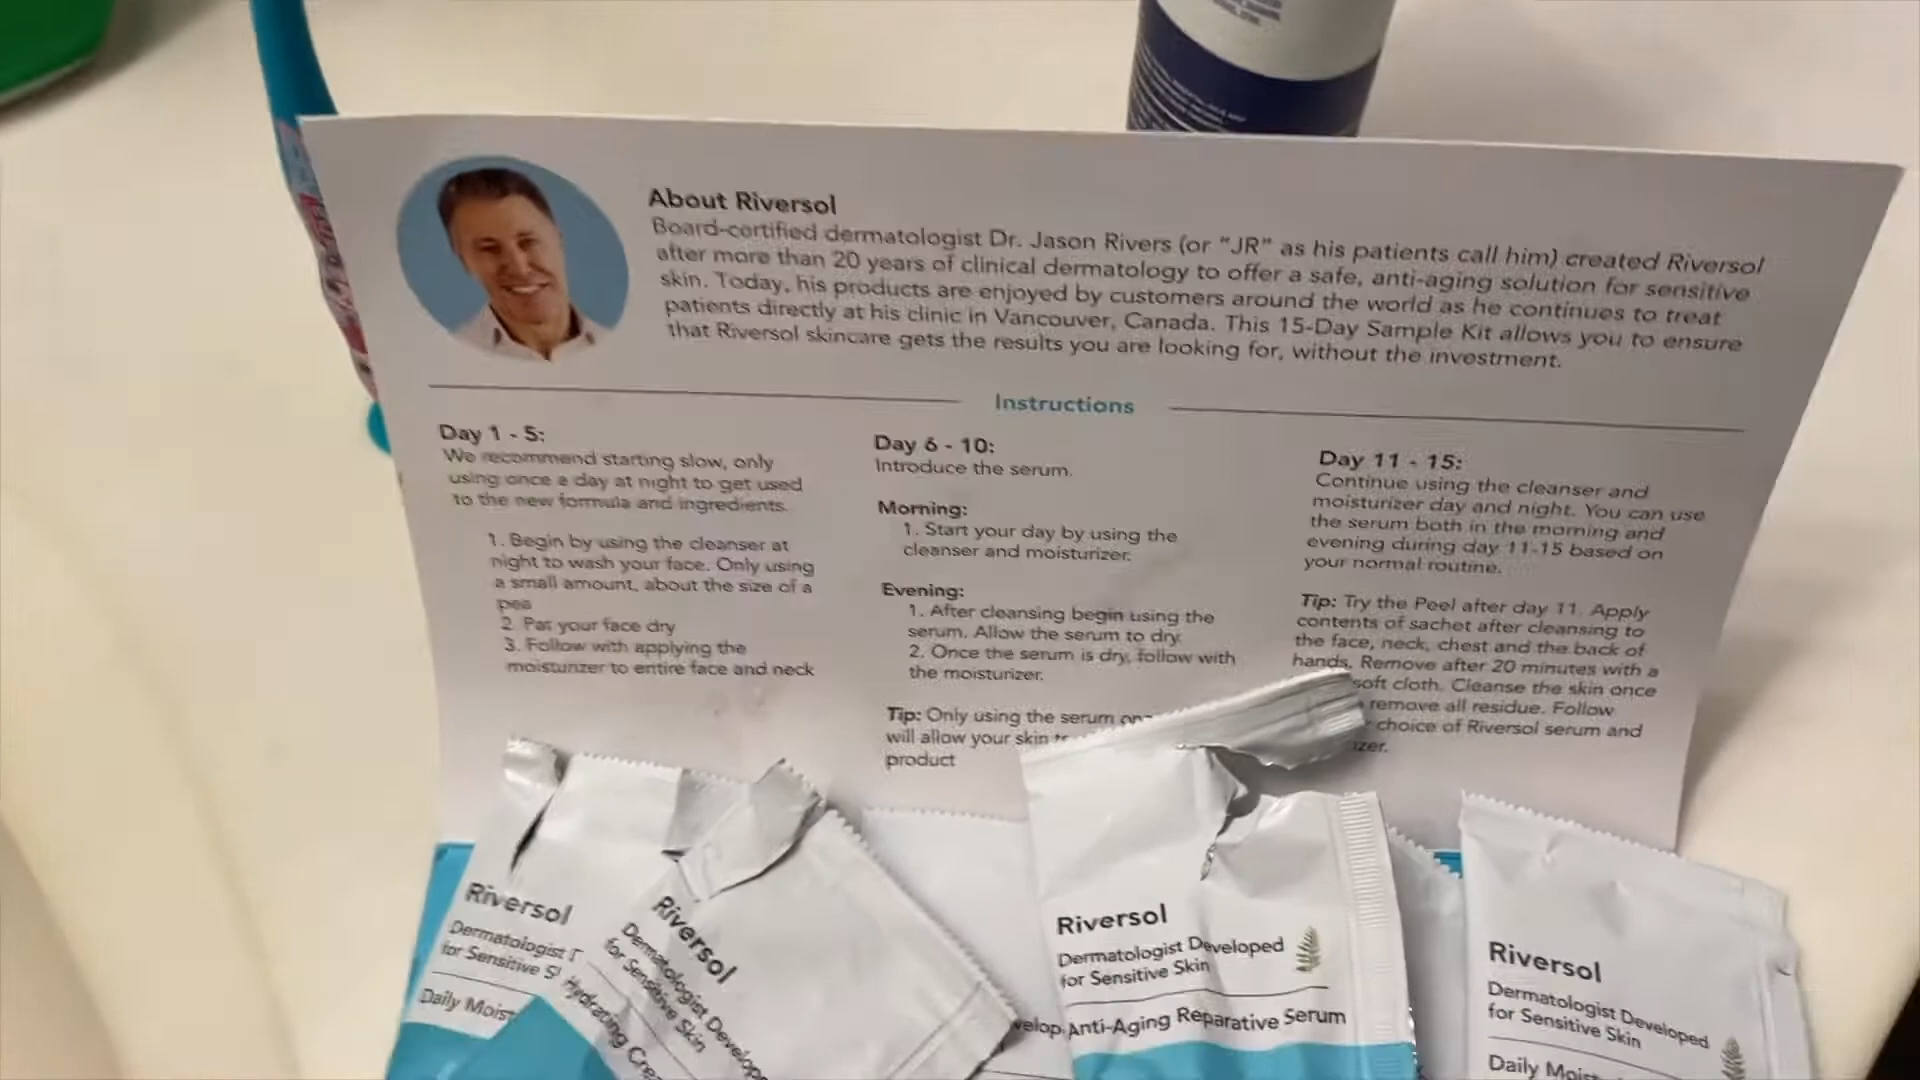 About Riversol
Board-certified dermatologist Dr. Jason Rivers (or "JR" as his patients call him) created Riversol
after more than 20 years of clinical dermatology to offer a safe, anti-aging solution for sensitive
skin. Today, his products are enjoyed by customers around the world as he continues to treat
patients directly at his clinic in Vancouver, Canada. This 15-Day Sample Kit allows you to ensure
that Riversol skincare gets the results you are looking for, without the investment.
Instructions
Day 1 - 5:
We recommend starting slow, only
using once a day at night to get used
to the new formula and ingredients.
1. Begin by using the cleanser at
night to wash your face. Only using
a small amount, about the size of a
pea
2. Pat your face dry
3. Follow with applying the
moisturizer to entire face and neck
Day 6 - 10:
Introduce the serum.
Morning:
1. Start your day by using the
cleanser and moisturizer.
Evening:
1. After cleansing begin using the
serum. Allow the serum to dry.
2. Once the serum is dry, follow with
the moisturizer.
Tip: Only using the serum
will allow your skin
product
Day 11 - 15:
Continue using the cleanser and
moisturizer day and night. You can use
the serum both in the morning and
evening during day 11-15 based on
your normal routine.
Tip: Try the Peel after day 11. Apply
contents of sachet after cleansing to
the face, neck, chest and the back of
hands. Remove after 20 minutes with a
soft cloth. Cleanse the skin once
remove all residue. Follow
choice of Riversol serum and
Riversol
Dermatologist
for Sensitive
Daily
Riversol
Dermatologist
for Sensitive Skin
Hydrating
Riversol
Dermatologist Developed
for Sensitive Skin
Anti-Aging Reparative Serum
Riversol
Dermatologist Developed
for Sensitive Skin
Daily